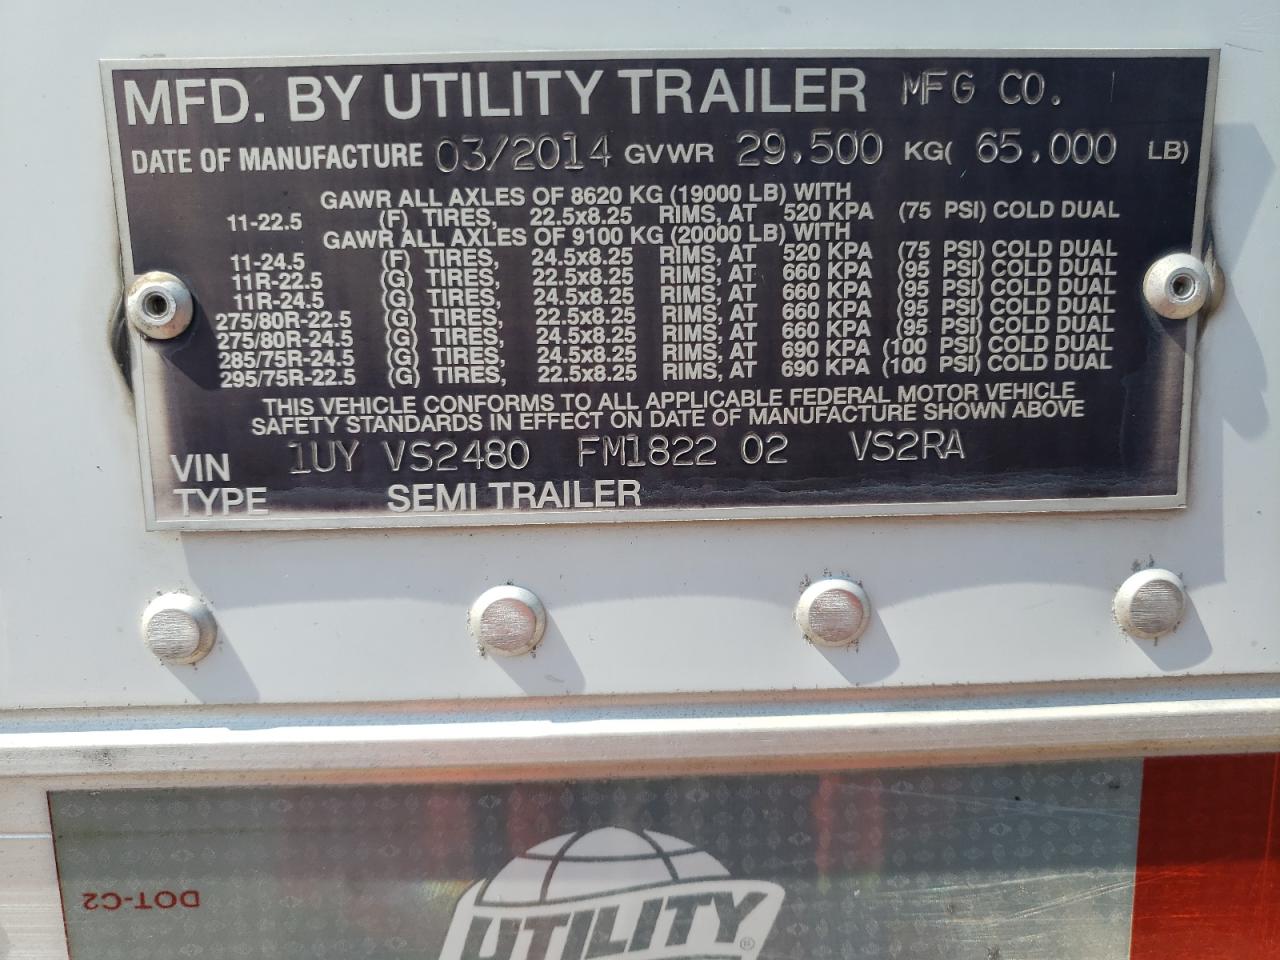 MFD. BY UTILITY TRAILER MFG CO.
DATE OF MANUFACTURE 03/2014 GVWR 29,500 KG( 65,000 LB)
GAWR ALL AXLES OF 8620 KG (19000 LB) WITH
11-22.5 (F) TIRES, 22.5x8.25 RIMS, AT 520 KPA (75 PSI) COLD DUAL
GAWR ALL AXLES OF 9100 KG (20000 LB) WITH
11-24.5 (F) TIRES, 24.5x8.25 RIMS, AT 520 KPA (75 PSI) COLD DUAL
11R-22.5 (G) TIRES, 22.5x8.25 RIMS, AT 660 KPA (95 PSI) COLD DUAL
11R-24.5 (G) TIRES, 24.5x8.25 RIMS, AT 660 KPA (95 PSI) COLD DUAL
275/80R-22.5 (G) TIRES, 22.5x8.25 RIMS, AT 660 KPA (95 PSI) COLD DUAL
275/80R-24.5 (G) TIRES, 24.5x8.25 RIMS, AT 660 KPA (95 PSI) COLD DUAL
285/75R-24.5 (G) TIRES, 24.5x8.25 RIMS, AT 690 KPA (100 PSI) COLD DUAL
295/75R-22.5 (G) TIRES, 22.5x8.25 RIMS, AT 690 KPA (100 PSI) COLD DUAL
THIS VEHICLE CONFORMS TO ALL APPLICABLE FEDERAL MOTOR VEHICLE
SAFETY STANDARDS IN EFFECT ON DATE OF MANUFACTURE SHOWN ABOVE
VIN 1UY VS2480 FM1822 02 VS2RA
TYPE SEMI TRAILER
DOT-C2
UTILITY®